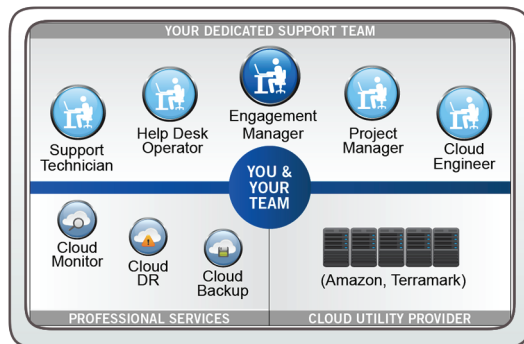 YOUR DEDICATED SUPPORT TEAM
Support
Technician
Help Desk
Operator
Engagement
Manager
Project
Manager
Cloud
Engineer
YOU &
YOUR
TEAM
Cloud
Monitor
Cloud
DR
Cloud
Backup
(Amazon, Terramark)
PROFESSIONAL SERVICES
CLOUD UTILITY PROVIDER